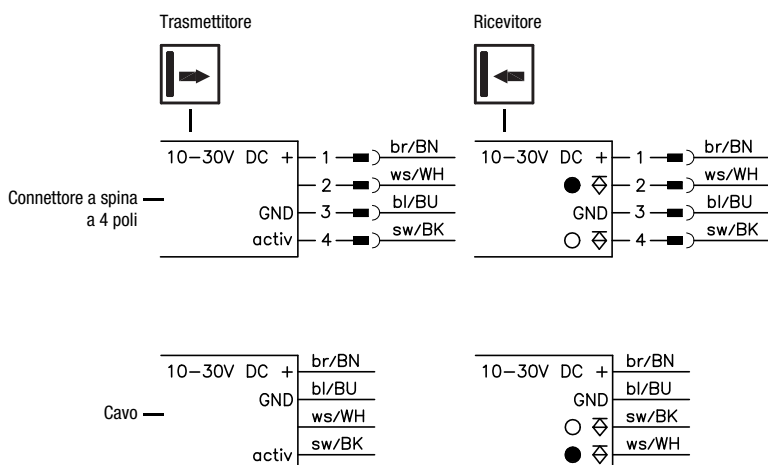 Trasmettitore
Ricevitore
10–30V DC + 1 br/BN
2 ws/WH
GND 3 bl/BU
activ 4 sw/BK
10–30V DC + 1 br/BN
2 ws/WH
GND 3 bl/BU
4 sw/BK
Connettore a spina
a 4 poli
10–30V DC + br/BN
GND bl/BU
ws/WH
activ sw/BK
10–30V DC + br/BN
GND bl/BU
sw/BK
ws/WH
Cavo